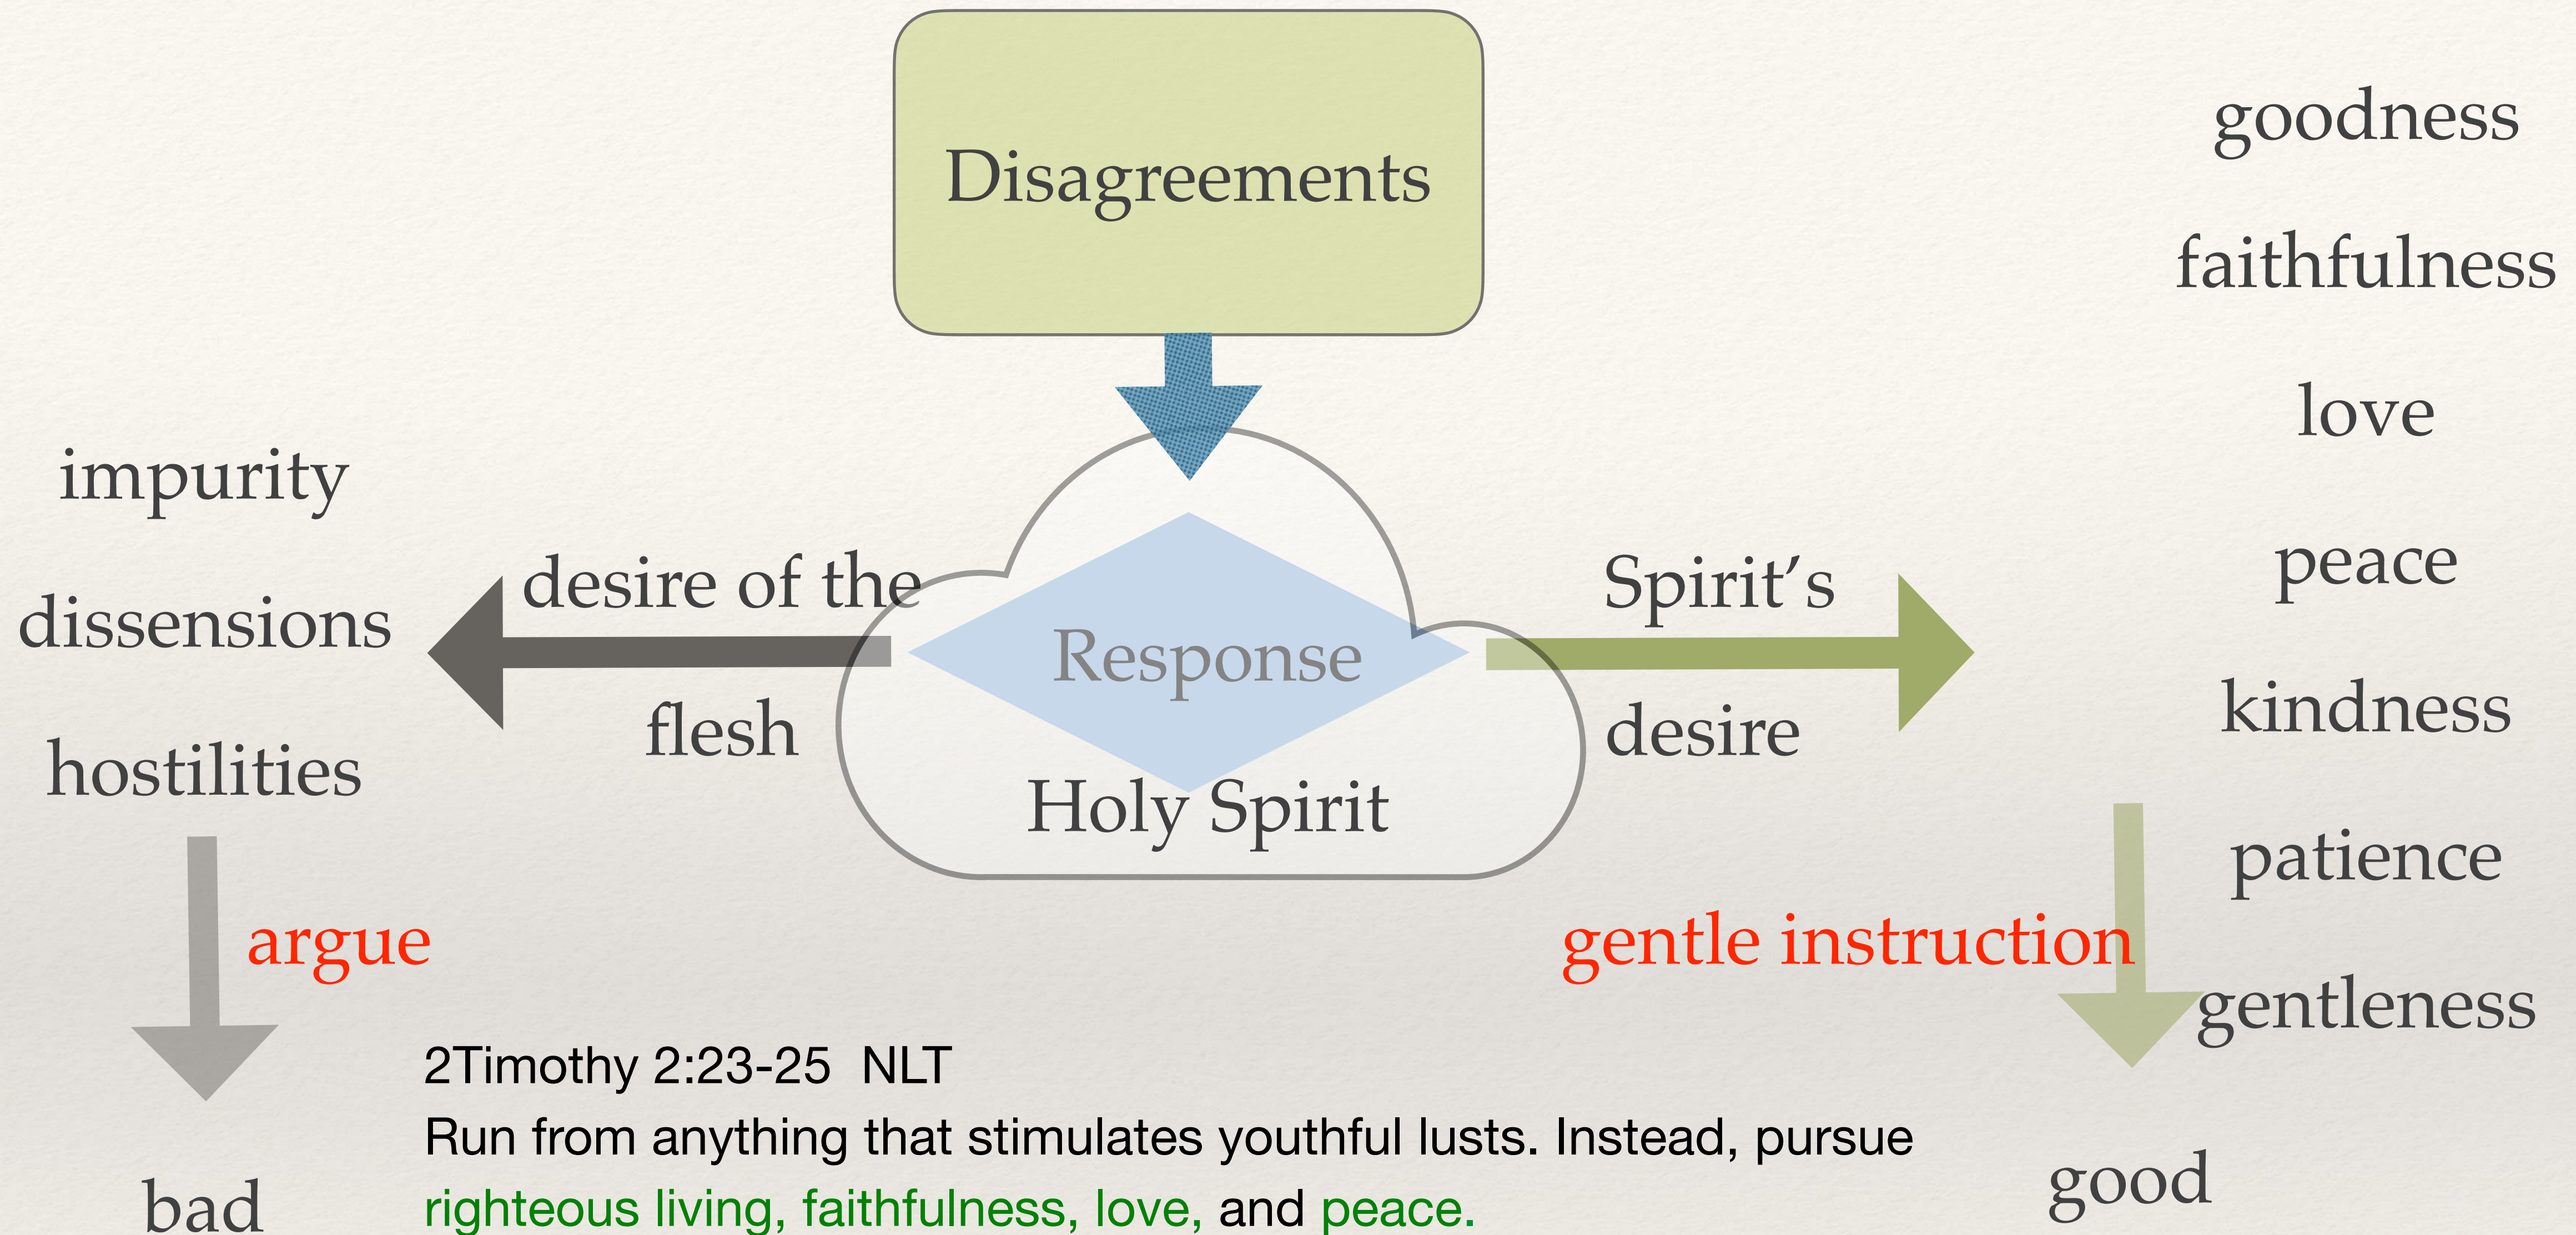 Disagreements
impurity
dissensions
hostilities
desire of the
flesh
Response
Holy Spirit
Spirit’s
desire
goodness
faithfulness
love
peace
kindness
patience
gentleness
argue
gentle instruction
bad
good
2Timothy 2:23-25  NLT
Run from anything that stimulates youthful lusts. Instead, pursue
righteous living, faithfulness, love, and peace.